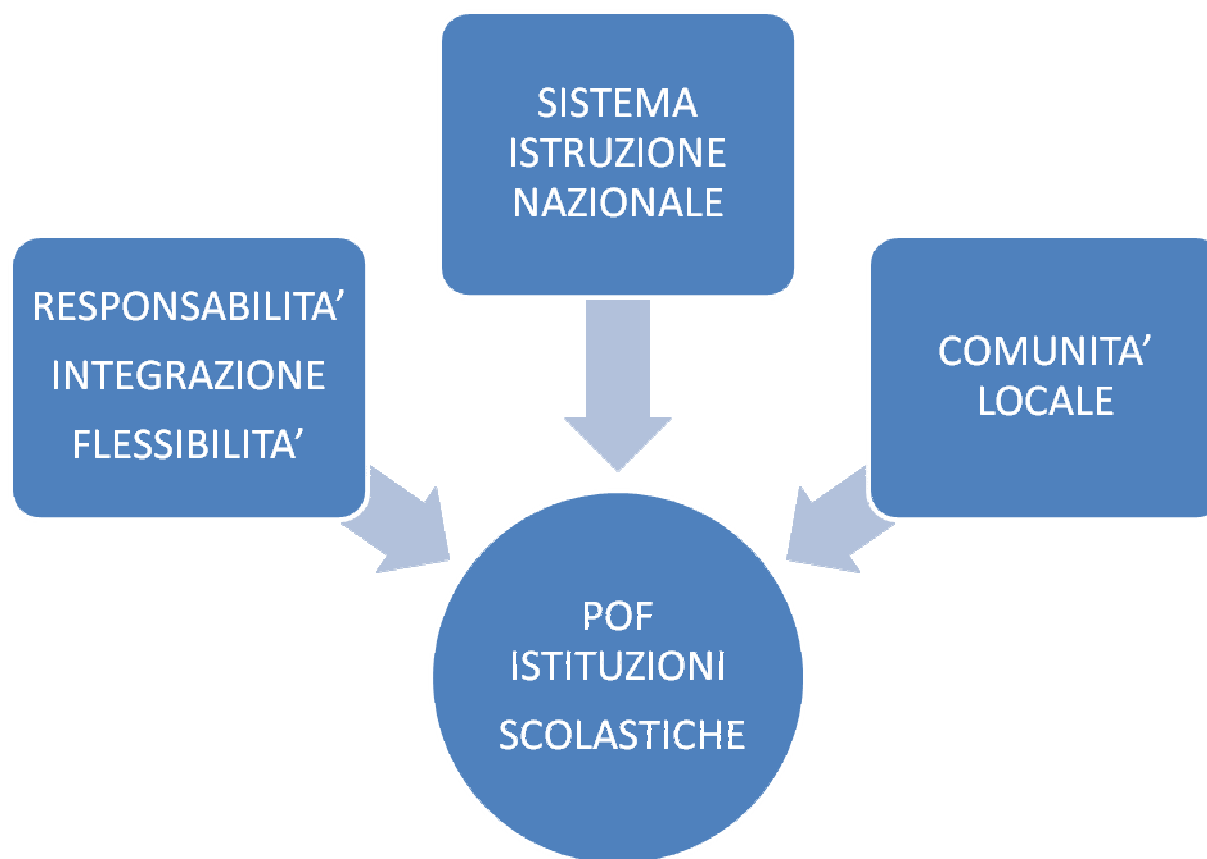 SISTEMA
ISTRUZIONE
NAZIONALE
RESPONSABILITA’
INTEGRAZIONE
FLESSIBILITA’
COMUNITA’
LOCALE
POF
ISTITUZIONI
SCOLASTICHE